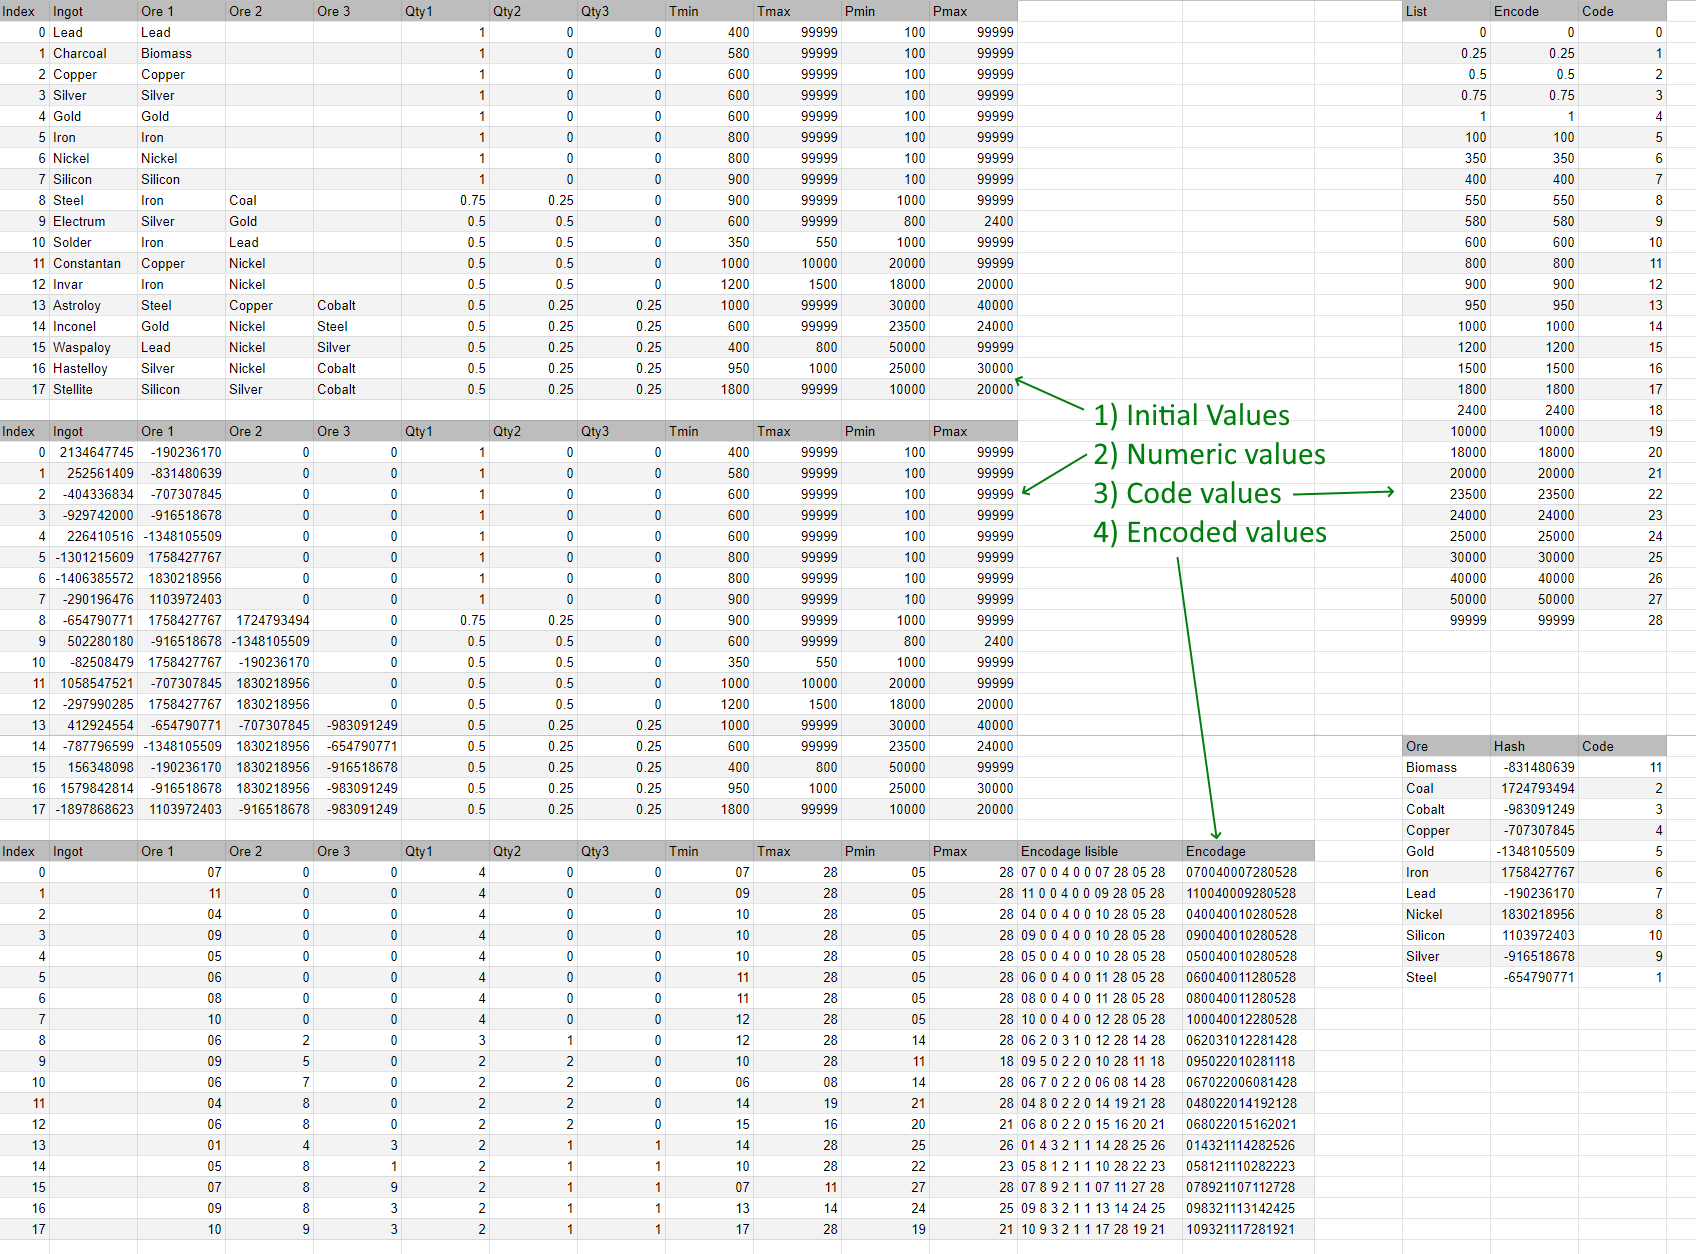 Index Ingot Ore 1 Ore 2 Ore 3 Qty1 Qty2 Qty3 Tmin Tmax Pmin Pmax
0 Lead Lead 1 0 0 400 99999 100 99999
1 Charcoal Biomass 1 0 0 580 99999 100 99999
2 Copper Copper 1 0 0 600 99999 100 99999
3 Silver Silver 1 0 0 600 99999 100 99999
4 Gold Gold 1 0 0 600 99999 100 99999
5 Iron Iron 1 0 0 800 99999 100 99999
6 Nickel Nickel 1 0 0 800 99999 100 99999
7 Silicon Silicon 1 0 0 900 99999 100 99999
8 Steel Iron Coal 0.75 0.25 0 900 99999 1000 99999
9 Electrum Silver Gold 0.5 0.5 0 600 99999 800 2400
10 Solder Iron Lead 0.5 0.5 0 350 550 1000 99999
11 Constantan Copper Nickel 0.5 0.5 0 1000 10000 20000 99999
12 Invar Iron Nickel 0.5 0.5 0 1200 1500 18000 20000
13 Astroloy Steel Copper Cobalt 0.5 0.25 0.25 1000 99999 30000 40000
14 Inconel Gold Nickel Steel 0.5 0.25 0.25 600 99999 23500 24000
15 Waspaloy Lead Nickel Silver 0.5 0.25 0.25 400 800 50000 99999
16 Hastelloy Silver Nickel Cobalt 0.5 0.25 0.25 950 1000 25000 30000
17 Stellite Silicon Silver Cobalt 0.5 0.25 0.25 1800 99999 10000 20000
1) Initial Values
2) Numeric values
3) Code values
4) Encoded values
Index Ingot Ore 1 Ore 2 Ore 3 Qty1 Qty2 Qty3 Tmin Tmax Pmin Pmax
0 2134647745 -190236170 0 0 1 0 0 400 99999 100 99999
1 252561409 -831480639 0 0 1 0 0 580 99999 100 99999
2 -404336834 -707307845 0 0 1 0 0 600 99999 100 99999
3 -929742000 -916518678 0 0 1 0 0 600 99999 100 99999
4 226410516 -1348105509 0 0 1 0 0 600 99999 100 99999
5 -1301215609 1758427767 0 0 1 0 0 800 99999 100 99999
6 -1406385572 1830218956 0 0 1 0 0 800 99999 100 99999
7 -290196476 1103972403 0 0 1 0 0 900 99999 100 99999
8 -654790771 1758427767 1724793494 0 0.75 0.25 0 900 99999 1000 99999
9 502280180 -916518678 -1348105509 0 0.5 0.5 0 600 99999 800 2400
10 -82508479 1758427767 -190236170 0 0.5 0.5 0 350 550 1000 99999
11 1058547521 -707307845 1830218956 0 0.5 0.5 0 1000 10000 20000 99999
12 -297990285 1758427767 1830218956 0 0.5 0.5 0 1200 1500 18000 20000
13 412924554 -654790771 -707307845 -983091249 0.5 0.25 0.25 1000 99999 30000 40000
14 -787796599 -1348105509 1830218956 -654790771 0.5 0.25 0.25 600 99999 23500 24000
15 156348098 -190236170 1830218956 -916518678 0.5 0.25 0.25 400 800 50000 99999
16 1579842814 -916518678 1830218956 -983091249 0.5 0.25 0.25 950 1000 25000 30000
17 -1897868623 1103972403 -916518678 -983091249 0.5 0.25 0.25 1800 99999 10000 20000
Index Ingot Ore 1 Ore 2 Ore 3 Qty1 Qty2 Qty3 Tmin Tmax Pmin Pmax Encodage lisible Encodage
0 07 0 0 4 0 0 07 28 05 28 07 0 0 4 0 0 07 28 05 28 070040007280528
1 11 0 0 4 0 0 09 28 05 28 11 0 0 4 0 0 09 28 05 28 110040009280528
2 04 0 0 4 0 0 10 28 05 28 04 0 0 4 0 0 10 28 05 28 040040010280528
3 09 0 0 4 0 0 10 28 05 28 09 0 0 4 0 0 10 28 05 28 090040010280528
4 05 0 0 4 0 0 10 28 05 28 05 0 0 4 0 0 10 28 05 28 050040010280528
5 06 0 0 4 0 0 11 28 05 28 06 0 0 4 0 0 11 28 05 28 060040011280528
6 08 0 0 4 0 0 11 28 05 28 08 0 0 4 0 0 11 28 05 28 080040011280528
7 10 0 0 4 0 0 12 28 05 28 10 0 0 4 0 0 12 28 05 28 100040012280528
8 06 2 0 3 1 0 12 28 14 28 06 2 0 3 1 0 12 28 14 28 062031012281428
9 09 5 0 2 2 0 10 28 11 18 09 5 0 2 2 0 10 28 11 18 095022010281118
10 06 7 0 2 2 0 06 08 14 28 06 7 0 2 2 0 06 08 14 28 067022006081428
11 04 8 0 2 2 0 14 19 21 28 04 8 0 2 2 0 14 19 21 28 048022014192128
12 06 8 0 2 2 0 15 16 20 21 06 8 0 2 2 0 15 16 20 21 068022015162021
13 01 4 3 2 1 1 14 28 25 26 01 4 3 2 1 1 14 28 25 26 014321114282526
14 05 8 1 2 1 1 10 28 22 23 05 8 1 2 1 1 10 28 22 23 058121110282223
15 07 8 9 2 1 1 07 11 27 28 07 8 9 2 1 1 07 11 27 28 078921107112728
16 09 8 3 2 1 1 13 14 24 25 09 8 3 2 1 1 13 14 24 25 098321113142425
17 10 9 3 2 1 1 17 28 19 21 10 9 3 2 1 1 17 28 19 21 109321117281921
List Encode Code
0 0 0
0.25 0.25 1
0.5 0.5 2
0.75 0.75 3
1 1 4
100 100 5
350 350 6
400 400 7
550 550 8
580 580 9
600 600 10
800 800 11
900 900 12
950 950 13
1000 1000 14
1200 1200 15
1500 1500 16
1800 1800 17
2400 2400 18
10000 10000 19
18000 18000 20
20000 20000 21
23500 23500 22
24000 24000 23
25000 25000 24
30000 30000 25
40000 40000 26
50000 50000 27
99999 99999 28
Ore Hash Code
Biomass -831480639 11
Coal 1724793494 2
Cobalt -983091249 3
Copper -707307845 4
Gold -1348105509 5
Iron 1758427767 6
Lead -190236170 7
Nickel 1830218956 8
Silicon 1103972403 10
Silver -916518678 9
Steel -654790771 1